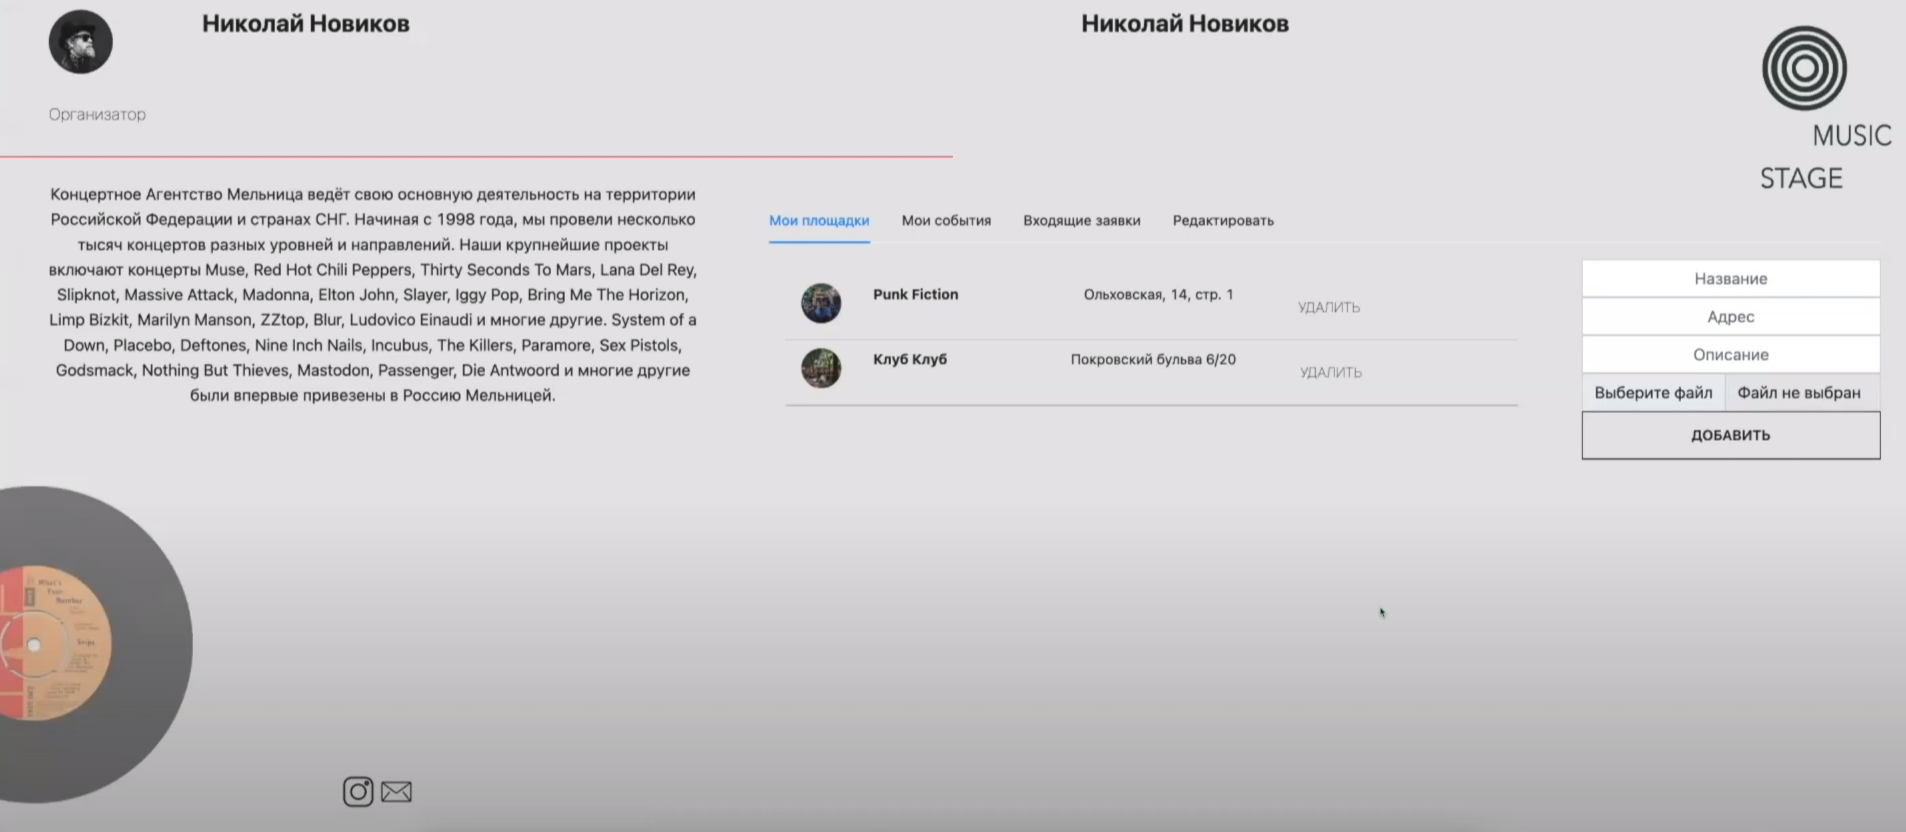 Николай Новиков
Николай Новиков
Организатор
MUSIC
STAGE
Концертное Агентство Мельница ведёт свою основную деятельность на территории
Российской Федерации и странах СНГ. Начиная с 1998 года, мы провели несколько
тысяч концертов разных уровней и направлений. Наши крупнейшие проекты
включают концерты Muse, Red Hot Chili Peppers, Thirty Seconds To Mars, Lana Del Rey,
Slipknot, Massive Attack, Madonna, Elton John, Slayer, Iggy Pop, Bring Me The Horizon,
Limp Bizkit, Marilyn Manson, ZZtop, Blur, Ludovico Einaudi и многие другие. System of a
Down, Placebo, Deftones, Nine Inch Nails, Incubus, The Killers, Paramore, Sex Pistols,
Godsmack, Nothing But Thieves, Mastodon, Passenger, Die Antwoord и многие другие
были впервые привезены в Россию Мельницей.
Мои площадки
Мои события
Входящие заявки
Редактировать
Punk Fiction
Ольховская, 14, стр. 1
УДАЛИТЬ
Клуб Клуб
Покровский бульва 6/20
УДАЛИТЬ
Название
Адрес
Описание
Выберите файл
Файл не выбран
ДОБАВИТЬ
What's
Your
Number